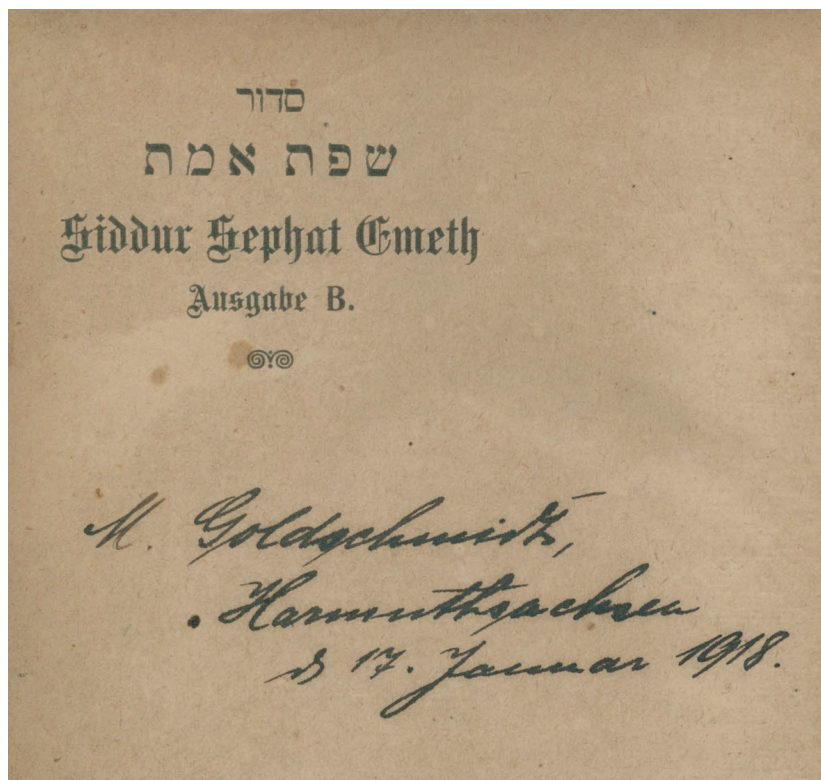 סדור
שפת אמת
Siddur Sephat Emeth
Ausgabe B.
M. Goldschmidt,
Harmuthsachsen
d 17. Januar 1918.